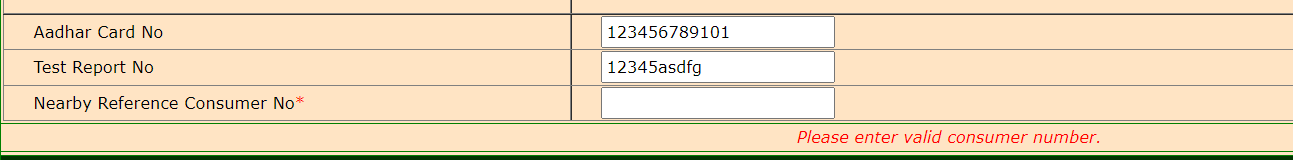 Aadhar Card No 123456789101
Test Report No 12345asdfg
Nearby Reference Consumer No*
Please enter valid consumer number.